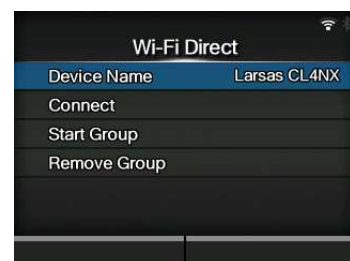 Wi-Fi Direct
Device Name Larsas CL4NX
Connect
Start Group
Remove Group